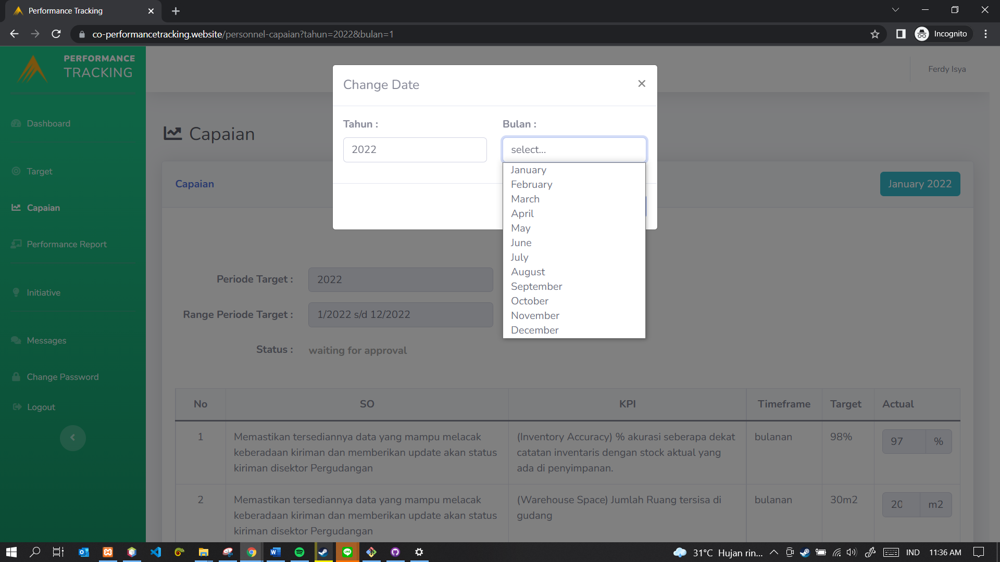 Performance Tracking
co-performancetracking.website/personnel-capaian?tahun=2022&bulan=1
Incognito
PERFORMANCE
TRACKING
Ferdy Isya
Dashboard
Target
Capaian
Performance Report
Initiative
Messages
Change Password
Logout
Change Date
Tahun :
Bulan :
2022
select...
January
February
March
April
May
June
July
August
September
October
November
December
Capaian
Capaian
January 2022
Periode Target :
2022
Range Periode Target :
1/2022 s/d 12/2022
Status :
waiting for approval
No
SO
KPI
Timeframe
Target
Actual
1
Memastikan tersediannya data yang mampu melacak
keberadaan kiriman dan memberikan update akan status
kiriman disektor Pergudangan
(Inventory Accuracy) % akurasi seberapa dekat
catatan inventaris dengan stock aktual yang
ada di penyimpanan.
bulanan
98%
97
%
2
Memastikan tersediannya data yang mampu melacak
keberadaan kiriman dan memberikan update akan status
kiriman disektor Pergudangan
(Warehouse Space) Jumlah Ruang tersisa di
gudang
bulanan
30m2
20
m2
31°C Hujan rin...
IND
11:36 AM